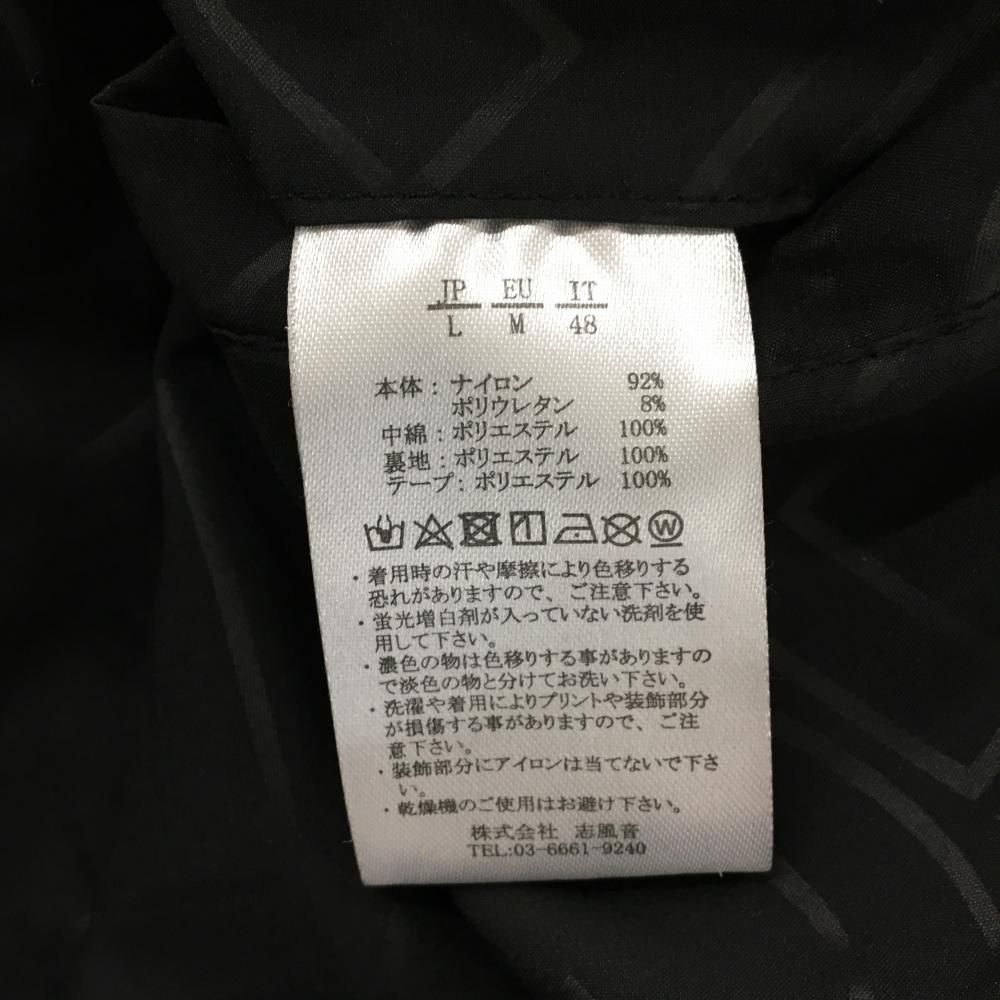 JP EU IT
L M 48
本体：ナイロン 92%
ポリウレタン 8%
中綿：ポリエステル 100%
裏地：ポリエステル 100%
テープ：ポリエステル 100%
W
・着用時の汗や摩擦により色移りする
恐れがありますので、ご注意下さい。
・蛍光増白剤が入っていない洗剤を使
用して下さい。
・濃色の物は色移りする事がありますの
で淡色の物と分けてお洗い下さい。
・洗濯や着用によりプリントや装飾部分
が損傷する事がありますので、ご注
意下さい。
・装飾部分にアイロンは当てないで下さ
い。
・乾燥機のご使用はお避け下さい。
株式会社 志風音
TEL:03-6661-9240